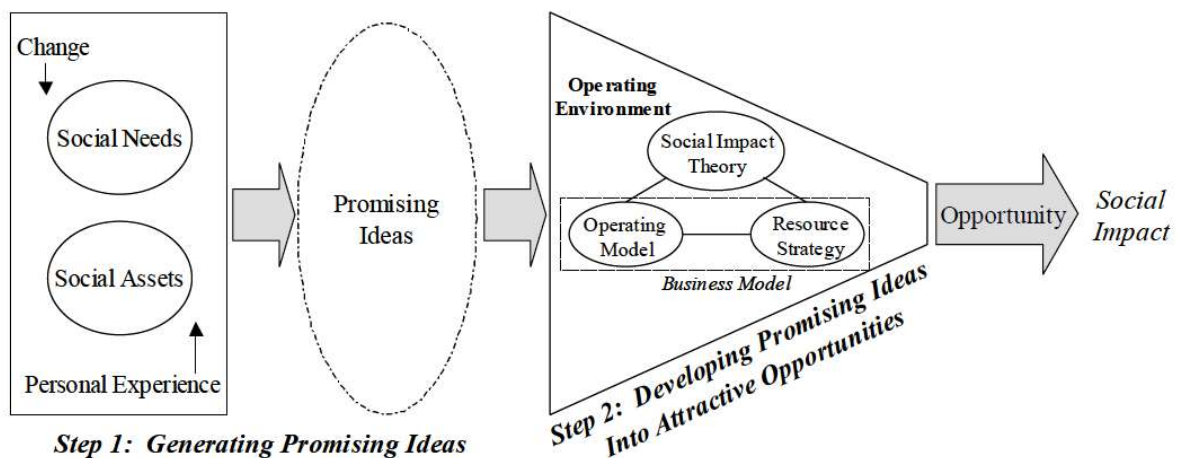 Change
Social Needs
Social Assets
Personal Experience
Step 1: Generating Promising Ideas
Promising
Ideas
Operating
Environment
Social Impact
Theory
Operating
Model
Resource
Strategy
Business Model
Step 2: Developing Promising Ideas
Into Attractive Opportunities
Opportunity
Social
Impact